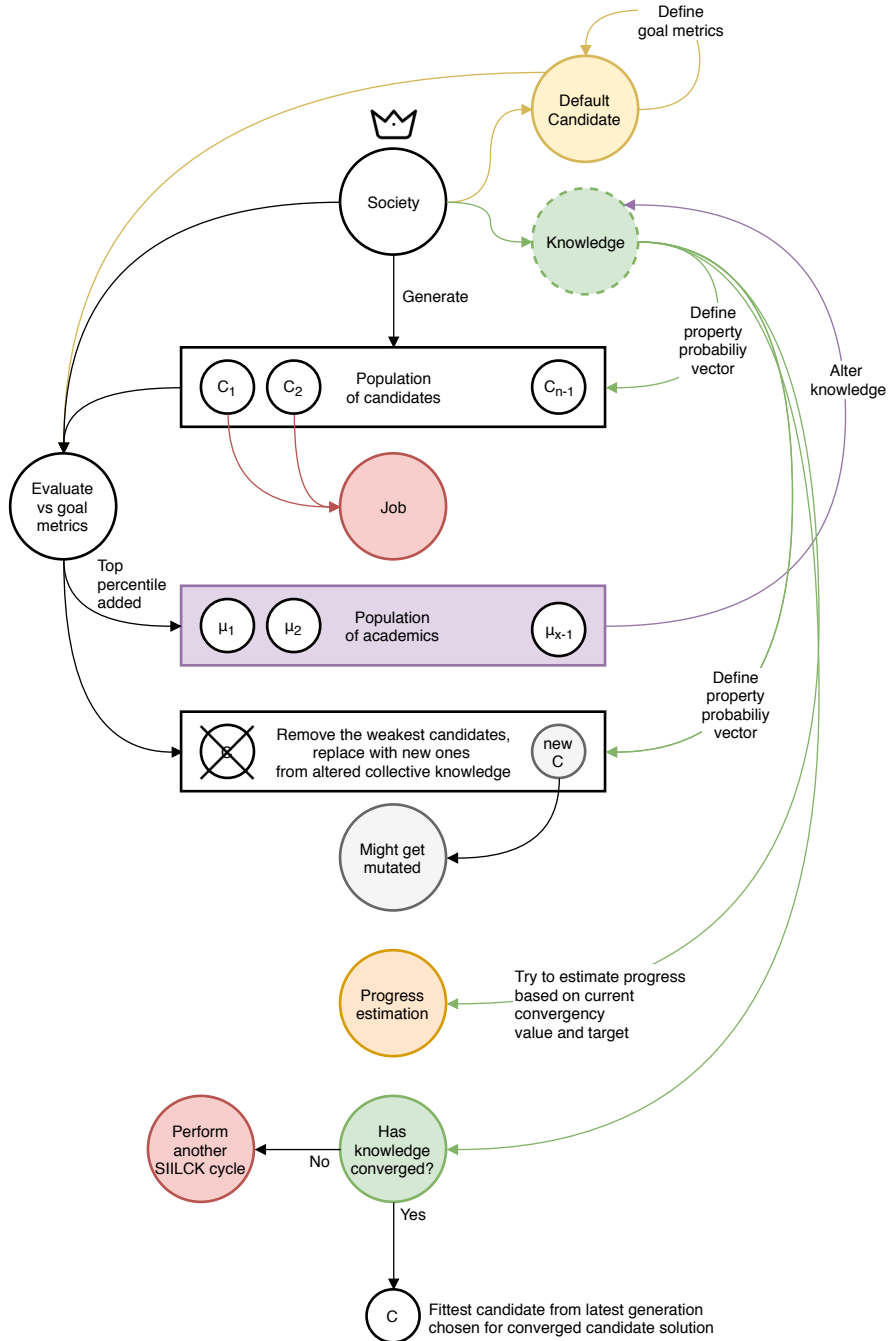 Define
goal metrics
Default
Candidate
Society
Knowledge
Generate
Define
property
probabiliy
vector
Alter
knowledge
C1
C2
Population
of candidates
Cn-1
Evaluate
vs goal
metrics
Job
Top
percentile
added
μ1
μ2
Population
of academics
μx-1
Define
property
probabiliy
vector
C
Remove the weakest candidates,
replace with new ones
from altered collective knowledge
new
C
Might get
mutated
Try to estimate progress
based on current
convergency
value and target
Progress
estimation
Perform
another
SIILCK cycle
No
Has
knowledge
converged?
Yes
C
Fittest candidate from latest generation
chosen for converged candidate solution